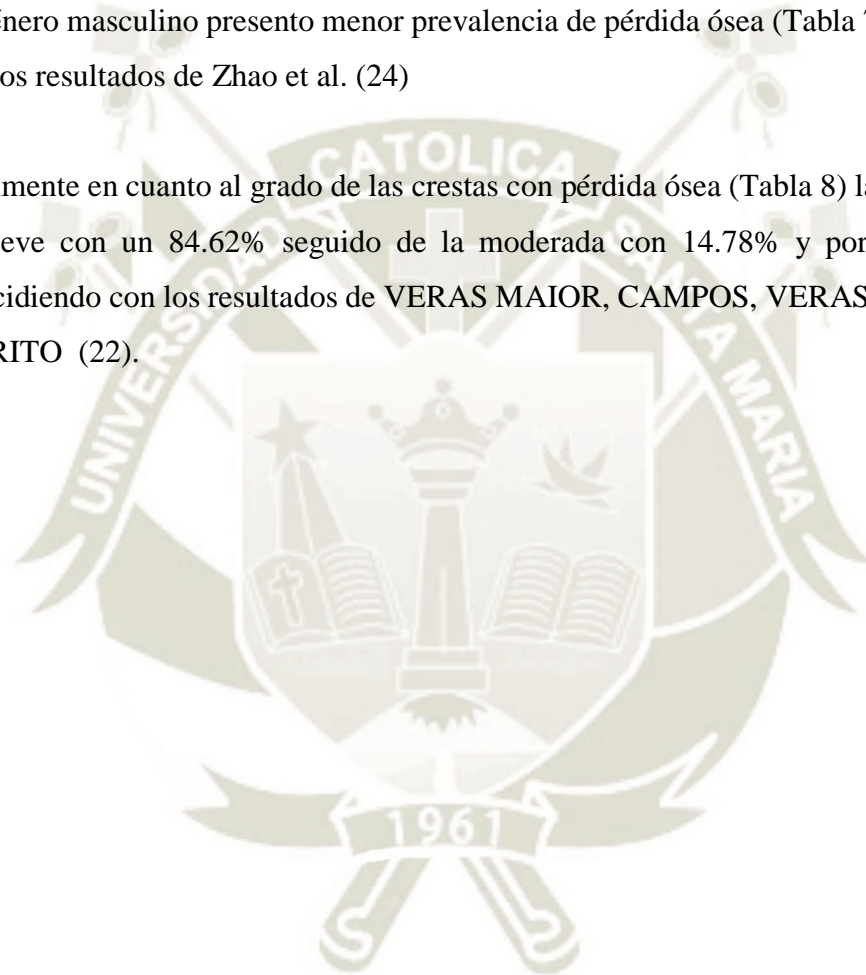 énero masculino presento menor prevalencia de pérdida ósea (Tabla
os resultados de Zhao et al. (24)
lmente en cuanto al grado de las crestas con pérdida ósea (Tabla 8) la
eve con un 84.62% seguido de la moderada con 14.78% y por
cidiendo con los resultados de VERAS MAIOR, CAMPOS, VERAS
RITO (22).
UNIVERSIDAD CATOLICA SANTA MARIA
1961